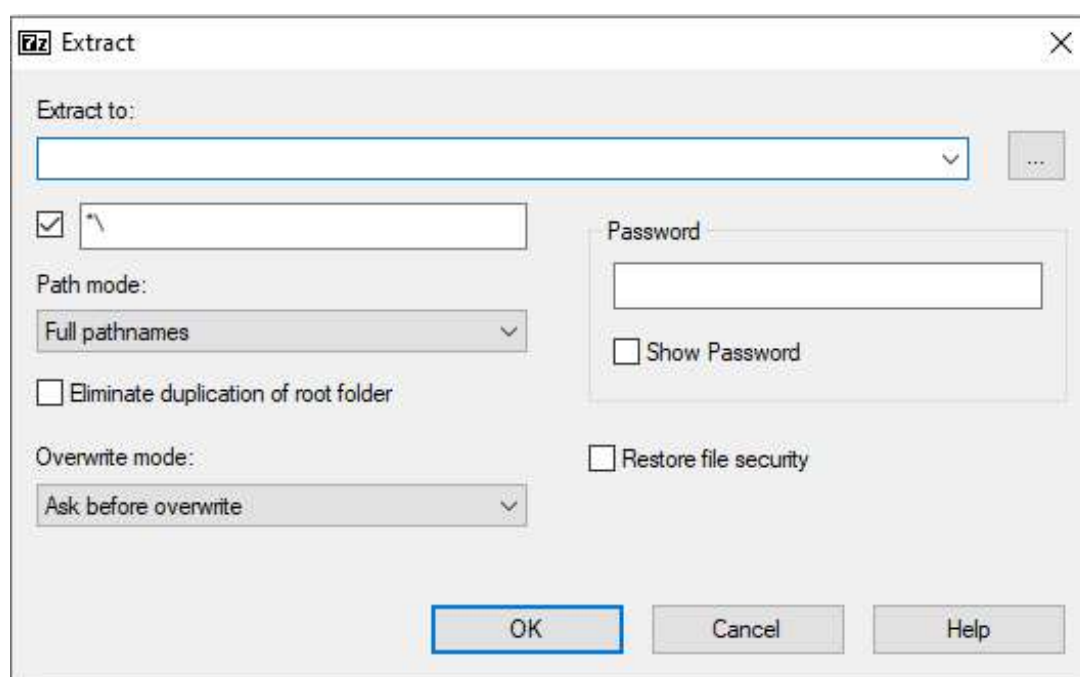 7z Extract
Extract to:
...
*\
Password
Path mode:
Full pathnames
Show Password
Eliminate duplication of root folder
Overwrite mode:
Restore file security
Ask before overwrite
OK Cancel Help